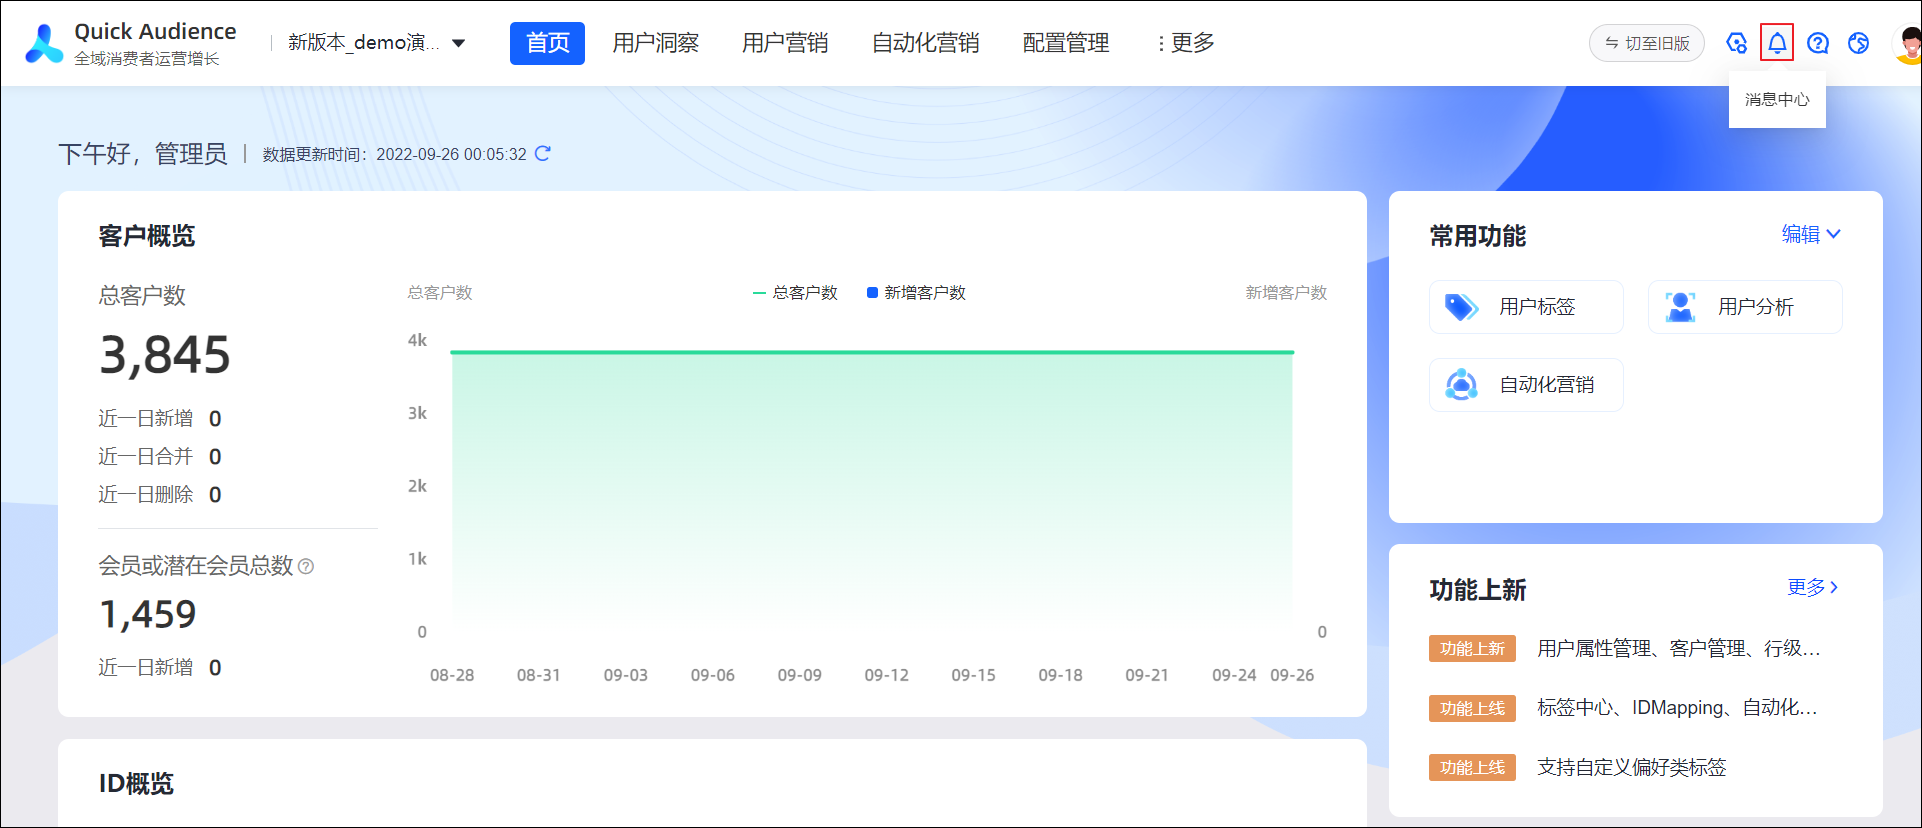 Quick Audience
全域消费者运营增长
新版本_demo演...
首页
用户洞察
用户营销
自动化营销
配置管理
更多
切至旧版
消息中心
下午好，管理员
数据更新时间：2022-09-26 00:05:32
客户概览
总客户数
3,845
近一日新增 0
近一日合并 0
近一日删除 0
会员或潜在会员总数
1,459
近一日新增 0
总客户数
总客户数
新增客户数
新增客户数
4k
3k
2k
1k
0
0
08-28 08-31 09-03 09-06 09-09 09-12 09-15 09-18 09-21 09-24 09-26
ID概览
常用功能
编辑
用户标签
用户分析
自动化营销
功能上新
更多
功能上新 用户属性管理、客户管理、行级...
功能上线 标签中心、IDMapping、自动化...
功能上线 支持自定义偏好类标签